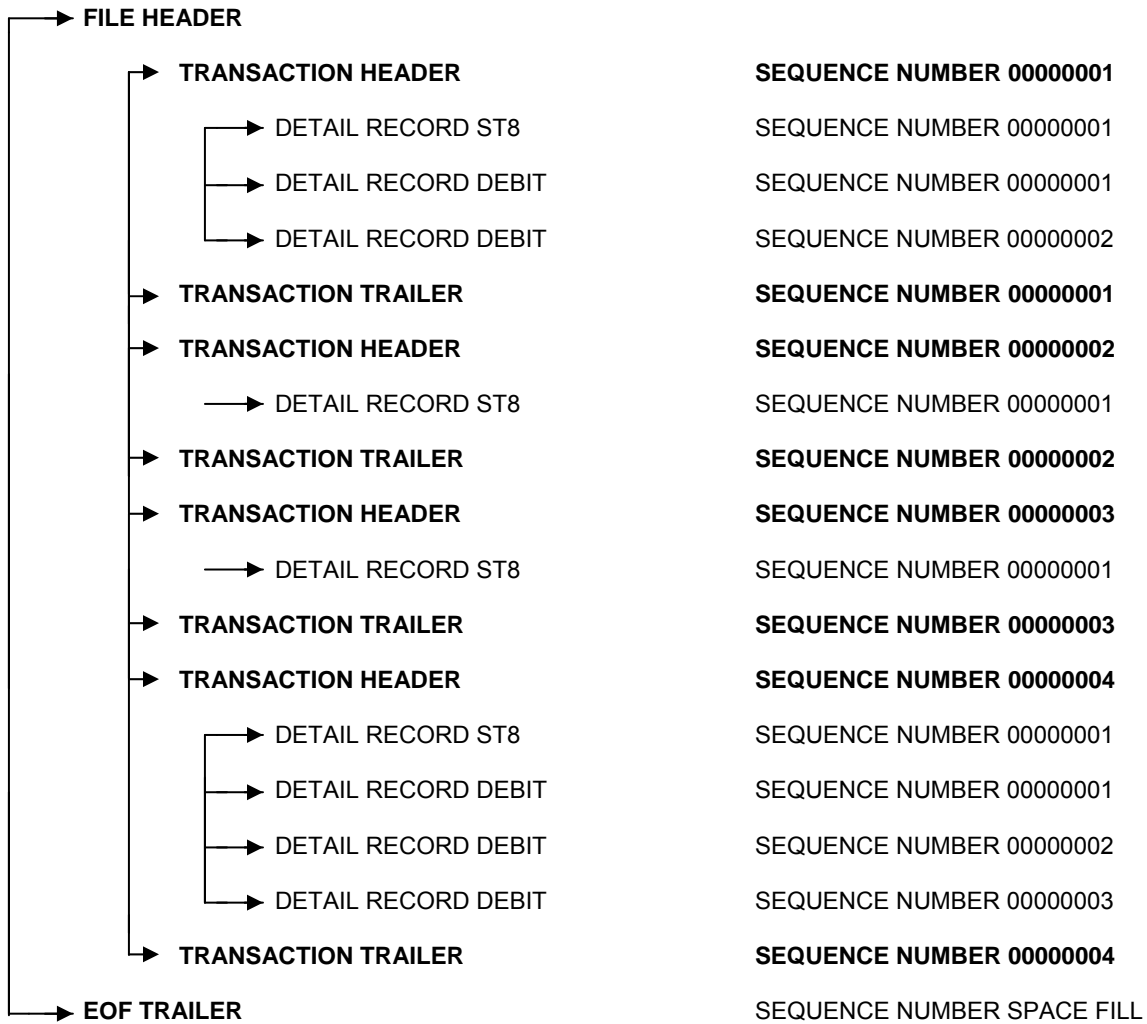 FILE HEADER
TRANSACTION HEADER SEQUENCE NUMBER 00000001
DETAIL RECORD ST8 SEQUENCE NUMBER 00000001
DETAIL RECORD DEBIT SEQUENCE NUMBER 00000001
DETAIL RECORD DEBIT SEQUENCE NUMBER 00000002
TRANSACTION TRAILER SEQUENCE NUMBER 00000001
TRANSACTION HEADER SEQUENCE NUMBER 00000002
DETAIL RECORD ST8 SEQUENCE NUMBER 00000001
TRANSACTION TRAILER SEQUENCE NUMBER 00000002
TRANSACTION HEADER SEQUENCE NUMBER 00000003
DETAIL RECORD ST8 SEQUENCE NUMBER 00000001
TRANSACTION TRAILER SEQUENCE NUMBER 00000003
TRANSACTION HEADER SEQUENCE NUMBER 00000004
DETAIL RECORD ST8 SEQUENCE NUMBER 00000001
DETAIL RECORD DEBIT SEQUENCE NUMBER 00000001
DETAIL RECORD DEBIT SEQUENCE NUMBER 00000002
DETAIL RECORD DEBIT SEQUENCE NUMBER 00000003
TRANSACTION TRAILER SEQUENCE NUMBER 00000004
EOF TRAILER SEQUENCE NUMBER SPACE FILL